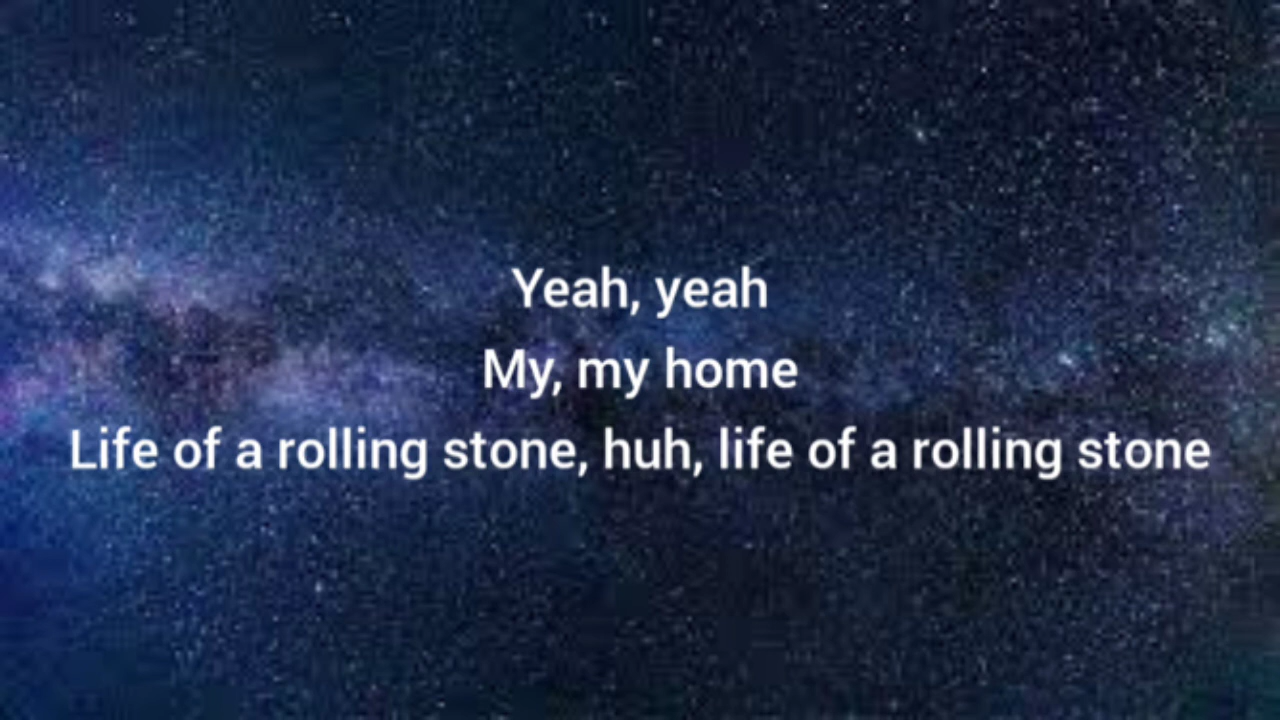 Yeah, yeah
My, my home
Life of a rolling stone, huh, life of a rolling stone